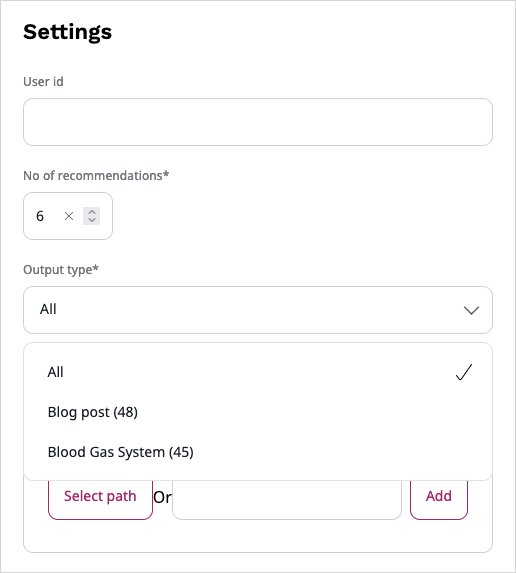 Settings
User id
No of recommendations*
6
Output type*
All
All
Blog post (48)
Blood Gas System (45)
Select path Or Add